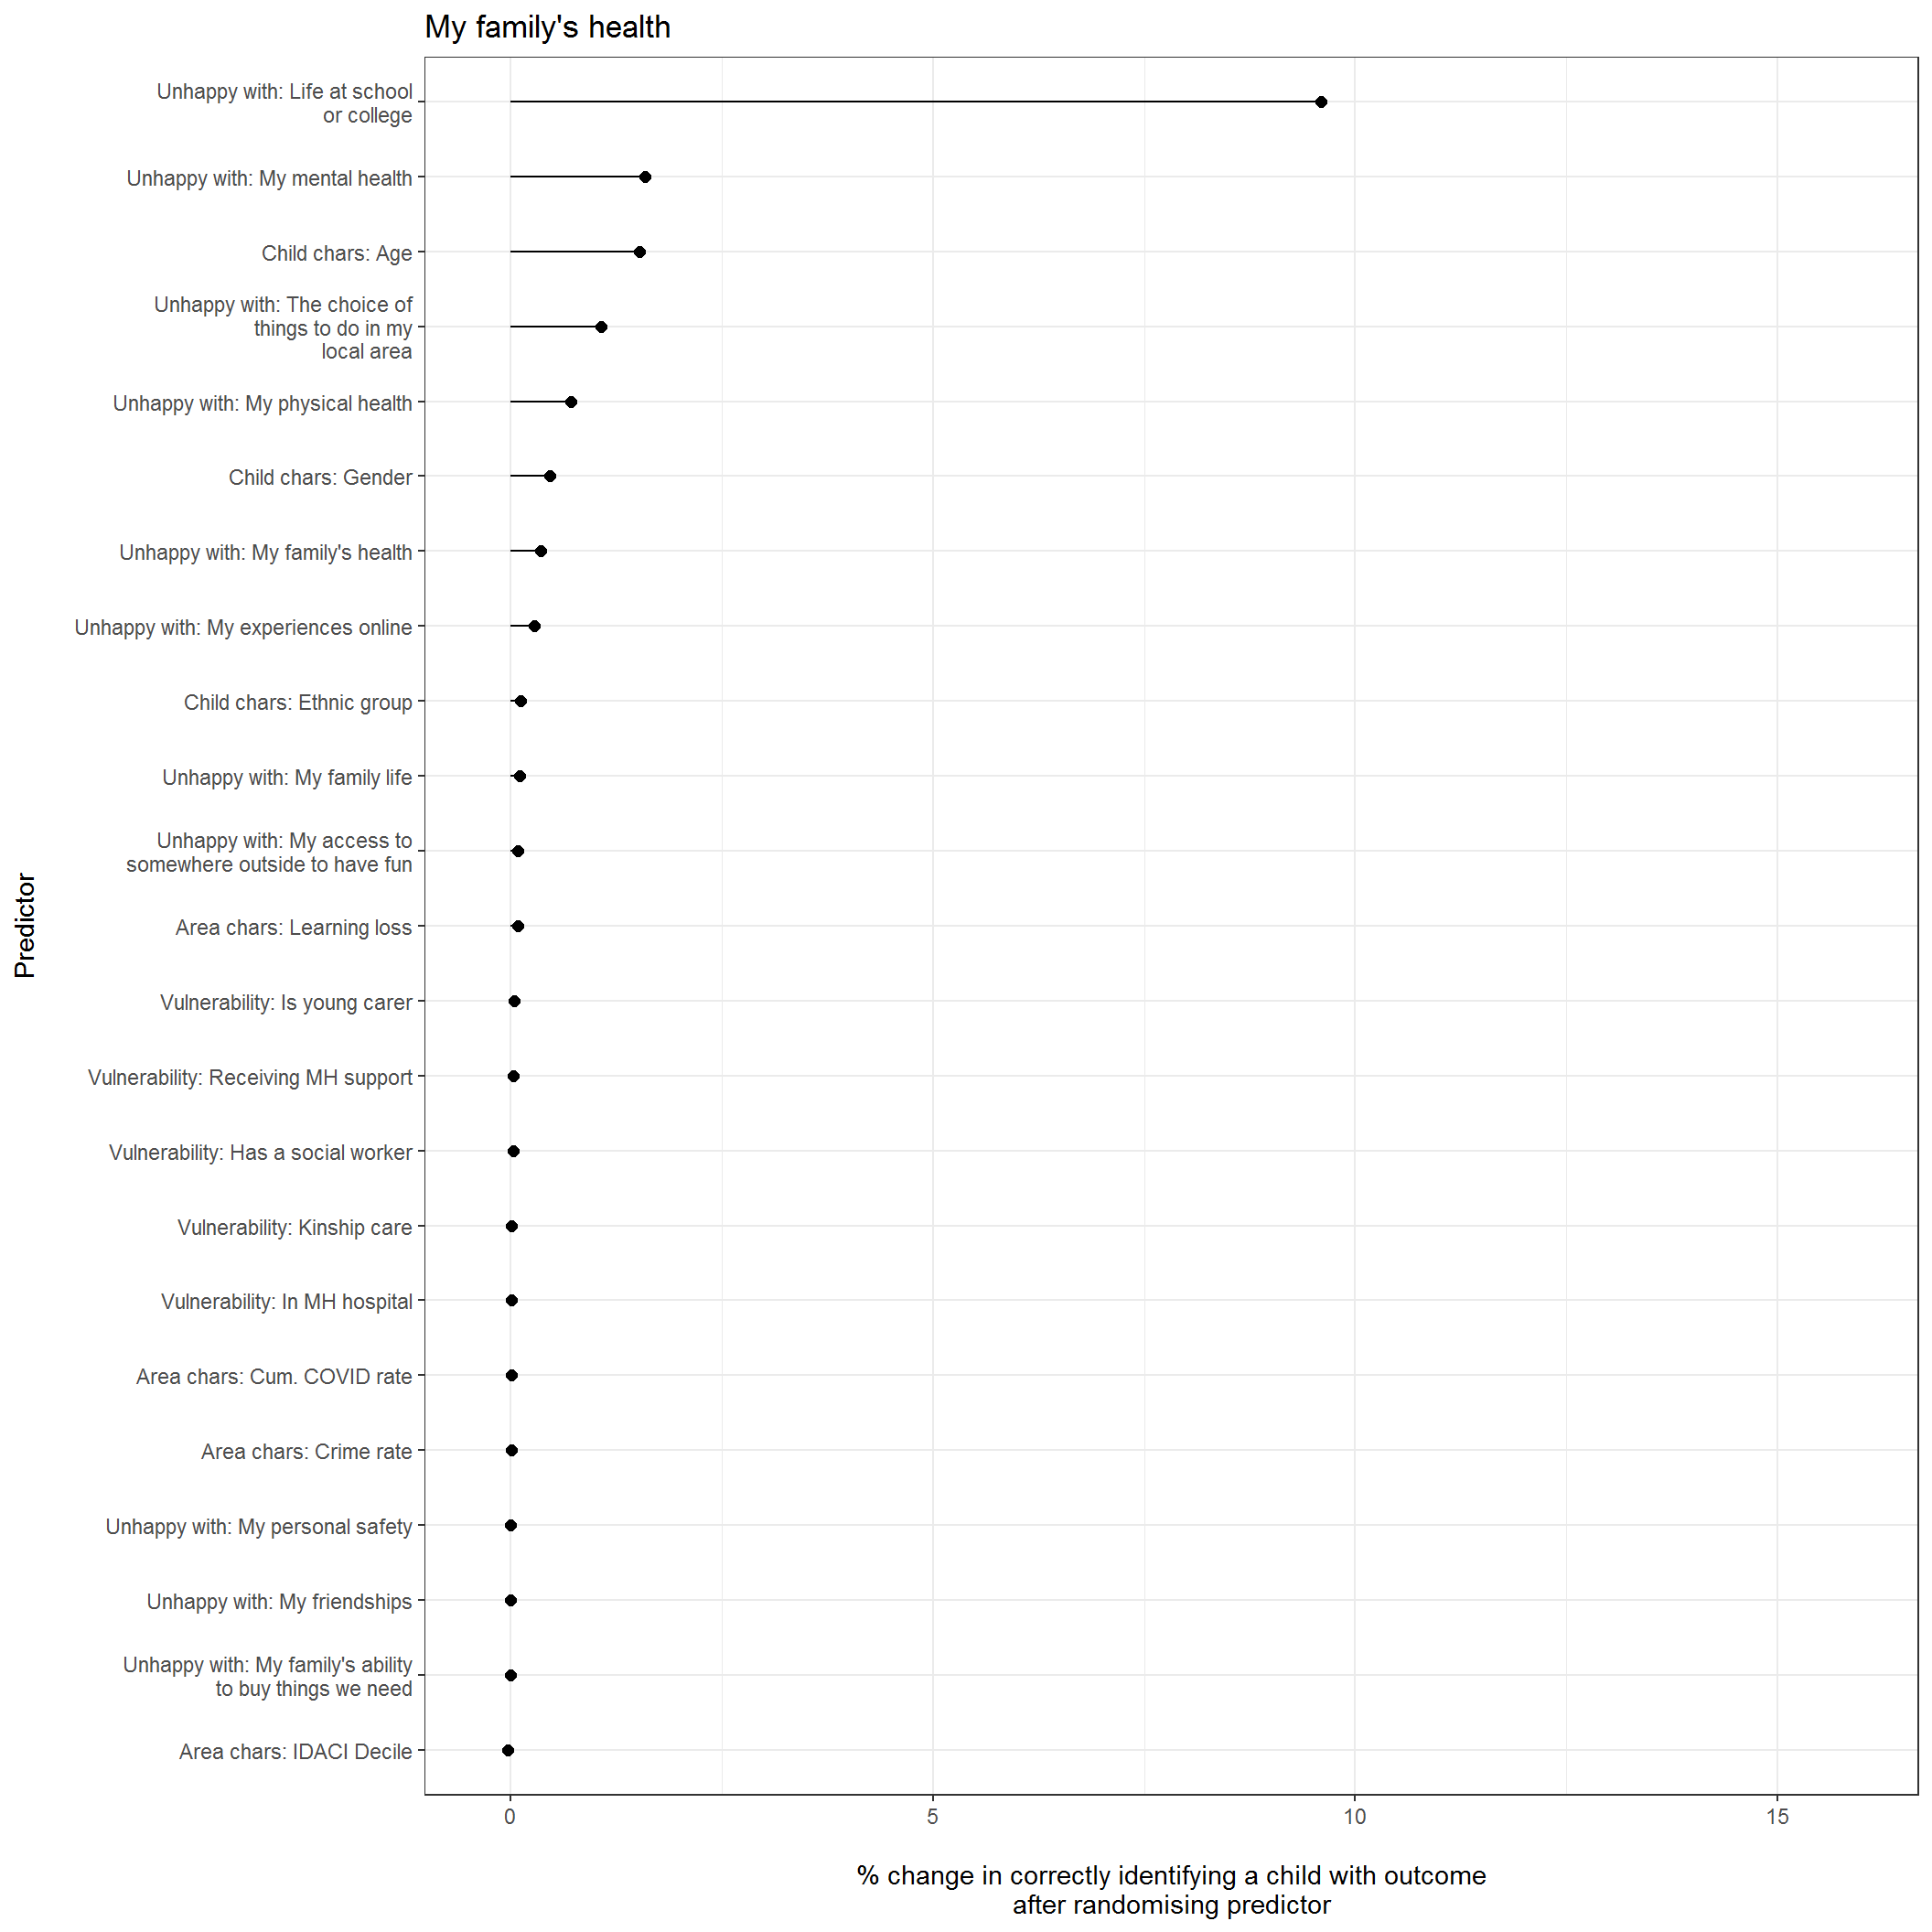 My family's health
Unhappy with: Life at school
or college
Unhappy with: My mental health
Child chars: Age
Unhappy with: The choice of
things to do in my
local area
Unhappy with: My physical health
Child chars: Gender
Unhappy with: My family's health
Unhappy with: My experiences online
Child chars: Ethnic group
Unhappy with: My family life
Unhappy with: My access to
somewhere outside to have fun
Area chars: Learning loss
Vulnerability: Is young carer
Vulnerability: Receiving MH support
Vulnerability: Has a social worker
Vulnerability: Kinship care
Vulnerability: In MH hospital
Area chars: Cum. COVID rate
Area chars: Crime rate
Unhappy with: My personal safety
Unhappy with: My friendships
Unhappy with: My family's ability
to buy things we need
Area chars: IDACI Decile
Predictor
0 5 10 15
% change in correctly identifying a child with outcome
after randomising predictor